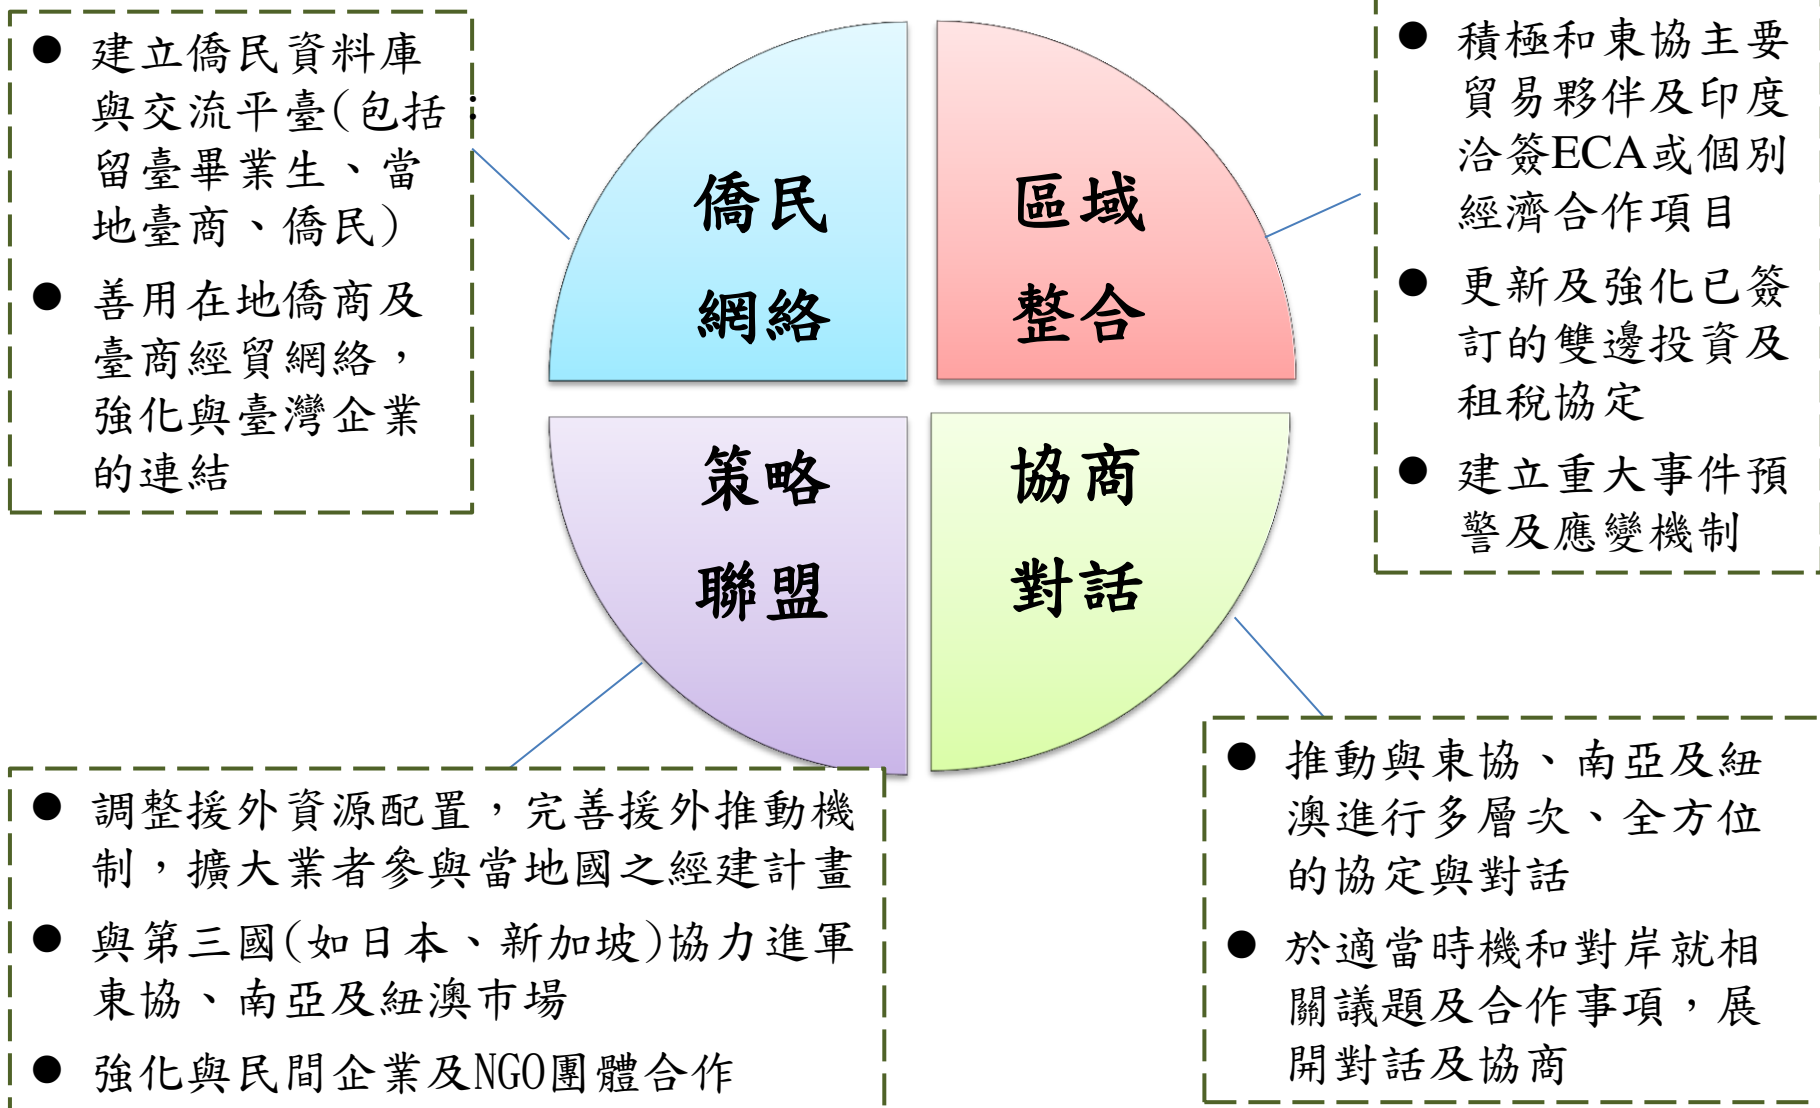 ● 建立僑民資料庫
與交流平臺(包括：
留臺畢業生、當
地臺商、僑民)
● 善用在地僑商及
臺商經貿網絡，
強化與臺灣企業
的連結
僑民
網絡
區域
整合
● 積極和東協主要
貿易夥伴及印度
洽簽ECA或個別
經濟合作項目
● 更新及強化已簽
訂的雙邊投資及
租稅協定
● 建立重大事件預
警及應變機制
策略
聯盟
協商
對話
● 調整援外資源配置，完善援外推動機
制，擴大業者參與當地國之經建計畫
● 與第三國(如日本、新加坡)協力進軍
東協、南亞及紐澳市場
● 強化與民間企業及NGO團體合作
● 推動與東協、南亞及紐
澳進行多層次、全方位
的協定與對話
● 於適當時機和對岸就相
關議題及合作事項，展
開對話及協商